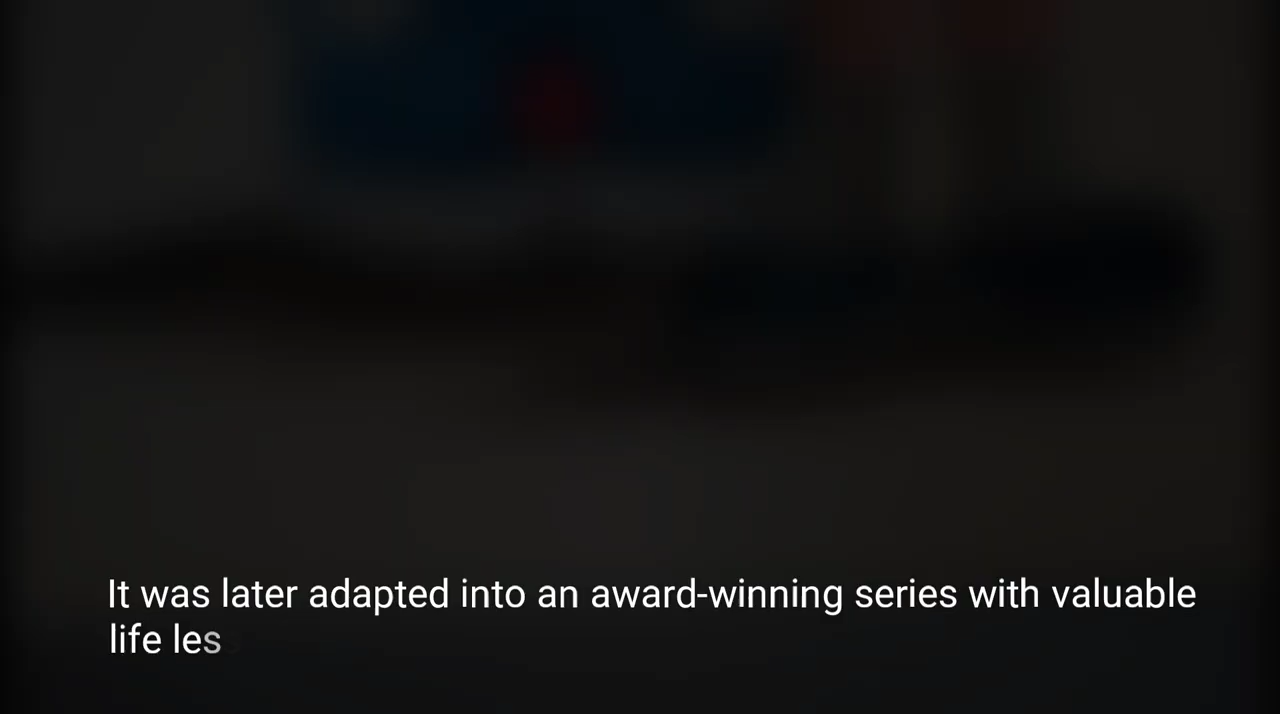 It was later adapted into an award-winning series with valuable
life les